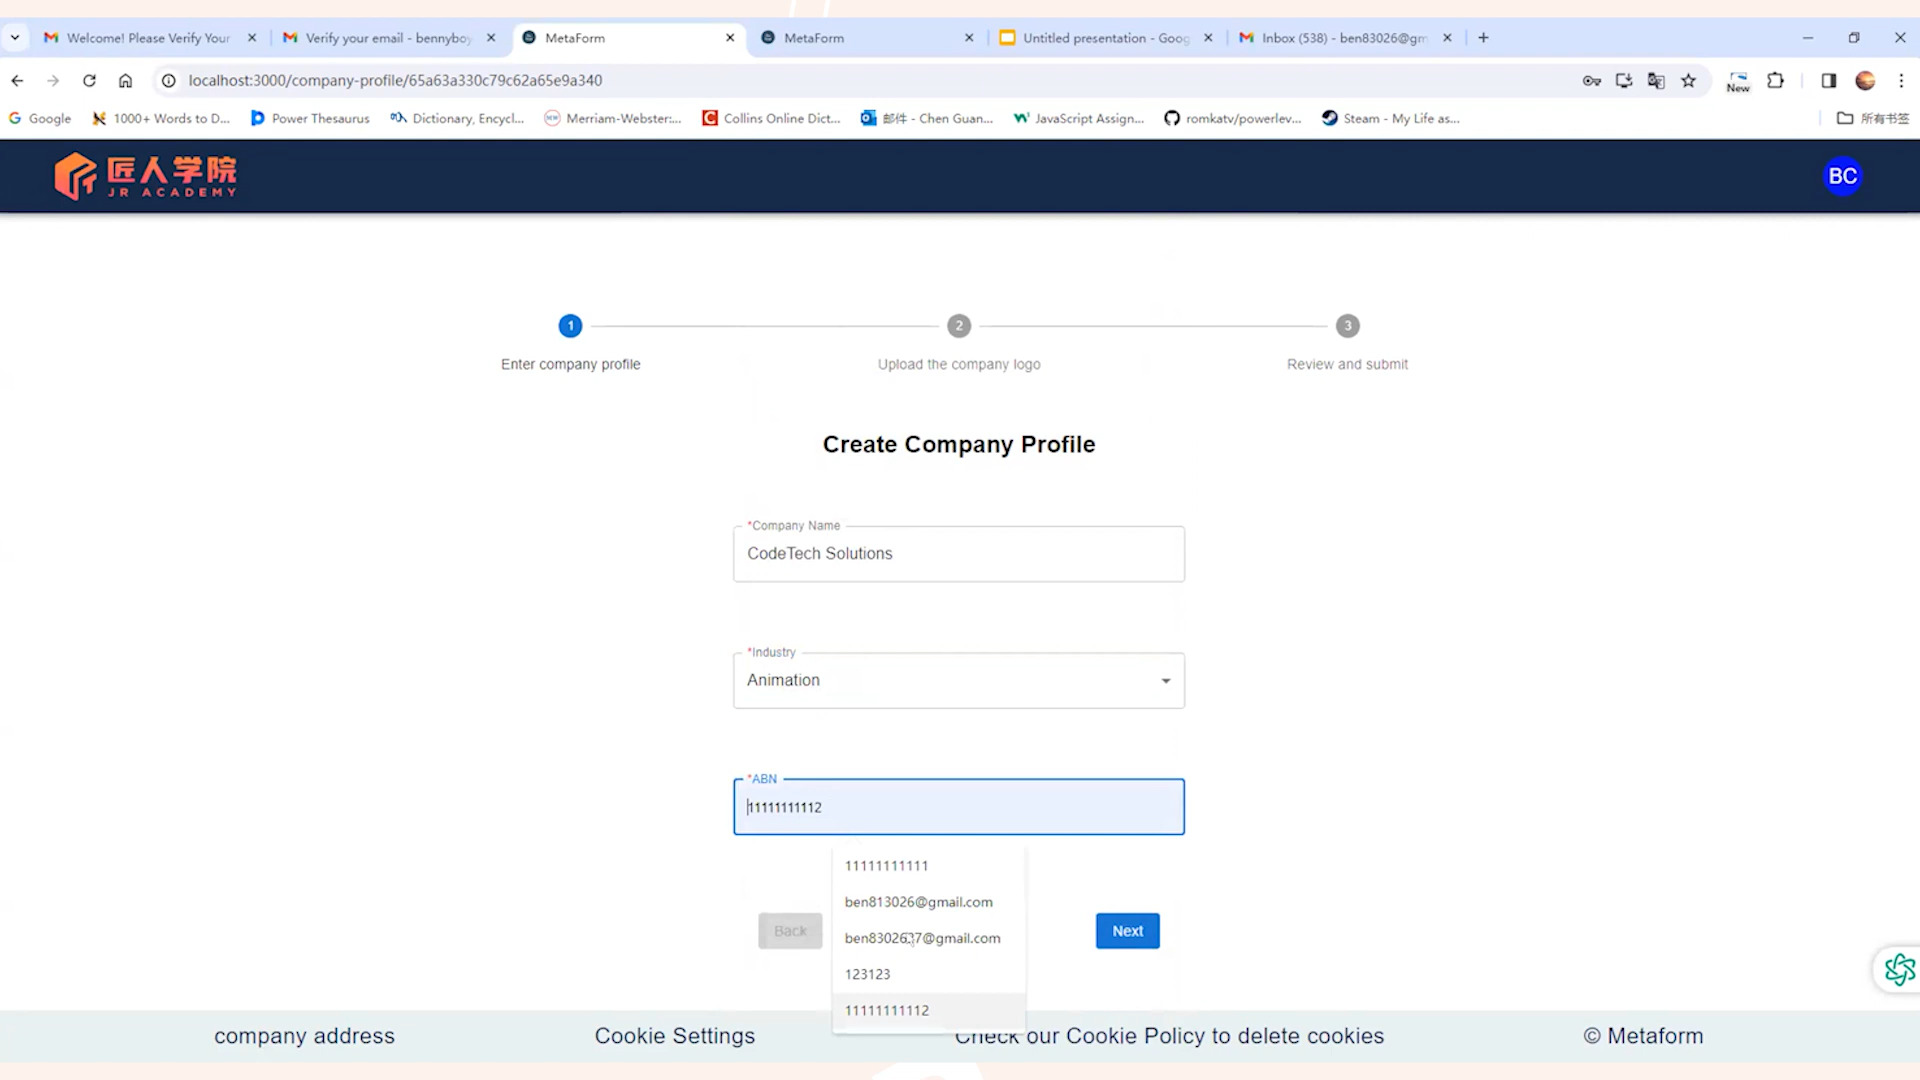 Welcome! Please Verify Your
Verify your email - bennyboy
MetaForm
MetaForm
Untitled presentation - Goog
Inbox (538) - ben83026@gm
localhost:3000/company-profile/65a63a330c79c62a65e9a340
New
Google
1000+ Words to D...
Power Thesaurus
Dictionary, Encycl...
Merriam-Webster:...
Collins Online Dict...
邮件 - Chen Guan...
JavaScript Assign...
romkatv/powerlev...
Steam - My Life as...
所有书签
匠人学院
JR ACADEMY
BC
1
2
3
Enter company profile
Upload the company logo
Review and submit
Create Company Profile
*Company Name
CodeTech Solutions
*Industry
Animation
*ABN
11111111112
11111111111
ben813026@gmail.com
123123
11111111112
Back
Next
company address
Cookie Settings
Check our Cookie Policy to delete cookies
© Metaform